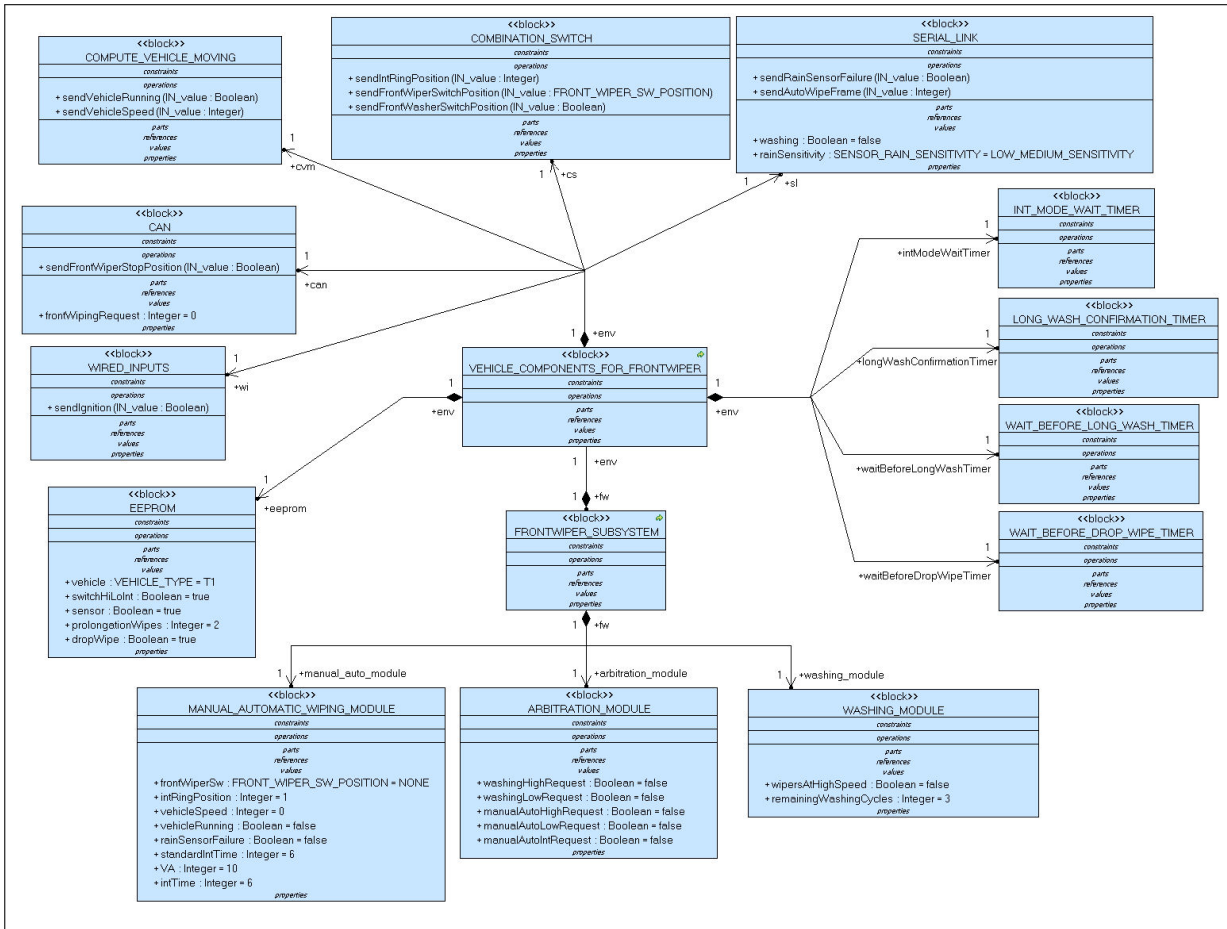 <<block>>
COMPUTE_VEHICLE_MOVING
constraints
operations
+ sendVehicleRunning (IN_value : Boolean)
+ sendVehicleSpeed (IN_value : Integer)
parts
references
values
properties
1
+cvm
<<block>>
COMBINATION_SWITCH
constraints
operations
+ sendIntRingPosition (IN_value : Integer)
+ sendFrontWiperSwitchPosition (IN_value : FRONT_WIPER_SW_POSITION)
+ sendFrontWasherSwitchPosition (IN_value : Boolean)
parts
references
values
properties
1
+cs
<<block>>
SERIAL_LINK
constraints
operations
+ sendRainSensorFailure (IN_value : Boolean)
+ sendAutoWipeFrame (IN_value : Integer)
parts
references
values
+ washing : Boolean = false
+ rainSensitivity : SENSOR_RAIN_SENSITIVITY = LOW_MEDIUM_SENSITIVITY
properties
1
+sl
<<block>>
CAN
constraints
operations
+ sendFrontWiperStopPosition (IN_value : Boolean)
parts
references
values
+ frontWipingRequest : Integer = 0
properties
1
+can
<<block>>
INT_MODE_WAIT_TIMER
constraints
operations
parts
references
values
properties
1
+intModeWaitTimer
<<block>>
WIRED_INPUTS
constraints
operations
+ sendIgnition (IN_value : Boolean)
parts
references
values
properties
1
+wi
1
+env
<<block>>
VEHICLE_COMPONENTS_FOR_FRONTWIPER
constraints
operations
parts
references
values
properties
1
+env
1
+env
1
+env
<<block>>
LONG_WASH_CONFIRMATION_TIMER
constraints
operations
parts
references
values
properties
1
+longWashConfirmationTimer
<<block>>
WAIT_BEFORE_LONG_WASH_TIMER
constraints
operations
parts
references
values
properties
1
+waitBeforeLongWashTimer
<<block>>
EEPROM
constraints
operations
parts
references
values
+ vehicle : VEHICLE_TYPE = T1
+ switchHiLoInt : Boolean = true
+ sensor : Boolean = true
+ prolongationWipes : Integer = 2
+ dropWipe : Boolean = true
properties
1
+eeprom
1
+fw
<<block>>
FRONTWIPER_SUBSYSTEM
constraints
operations
parts
references
values
properties
1
+fw
<<block>>
WAIT_BEFORE_DROP_WIPE_TIMER
constraints
operations
parts
references
values
properties
1
+waitBeforeDropWipeTimer
1
+manual_auto_module
<<block>>
MANUAL_AUTOMATIC_WIPING_MODULE
constraints
operations
parts
references
values
+ frontWiperSw : FRONT_WIPER_SW_POSITION = NONE
+ intRingPosition : Integer = 1
+ vehicleSpeed : Integer = 0
+ vehicleRunning : Boolean = false
+ rainSensorFailure : Boolean = false
+ standardIntTime : Integer = 6
+ VA : Integer = 10
+ intTime : Integer = 6
properties
1
+arbitration_module
<<block>>
ARBITRATION_MODULE
constraints
operations
parts
references
values
+ washingHighRequest : Boolean = false
+ washingLowRequest : Boolean = false
+ manualAutoHighRequest : Boolean = false
+ manualAutoLowRequest : Boolean = false
+ manualAutoIntRequest : Boolean = false
properties
1
+washing_module
<<block>>
WASHING_MODULE
constraints
operations
parts
references
values
+ wipersAtHighSpeed : Boolean = false
+ remainingWashingCycles : Integer = 3
properties